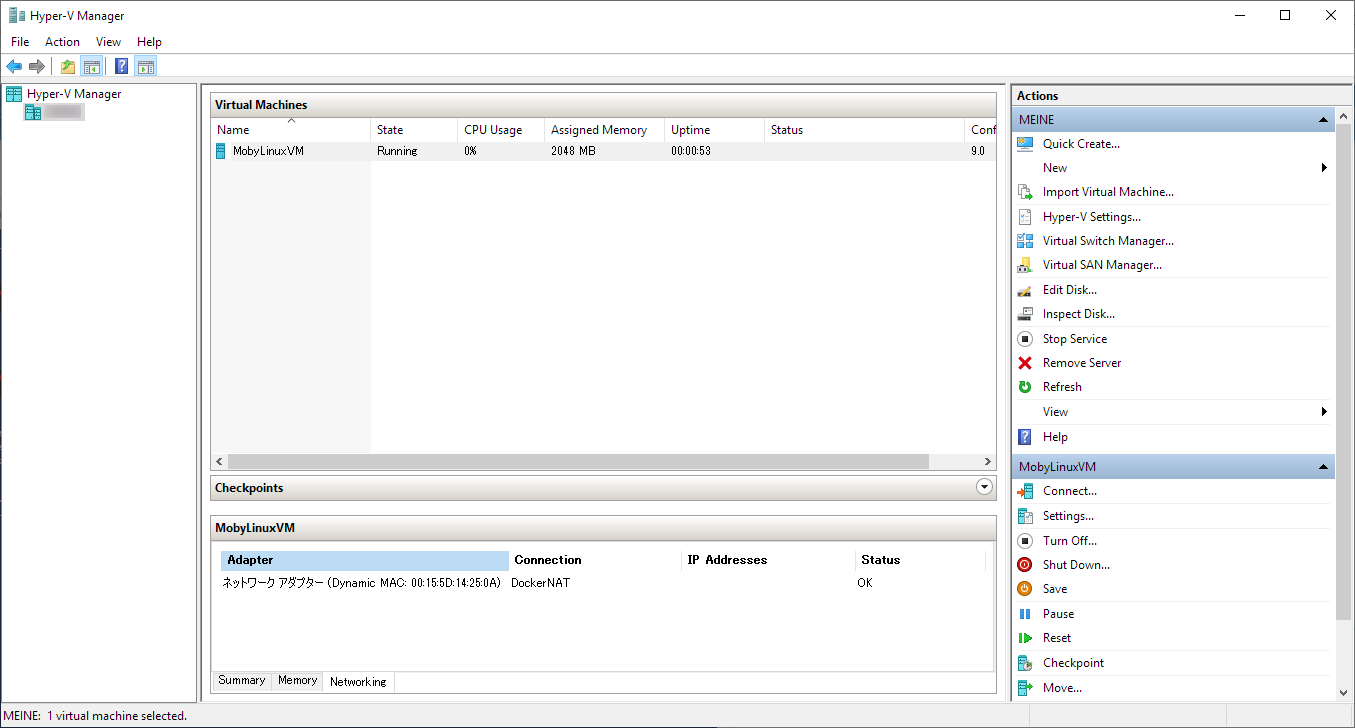 Hyper-V Manager
File Action View Help
Hyper-V Manager
Virtual Machines
Name State CPU Usage Assigned Memory Uptime Status Conf
MobyLinuxVM Running 0% 2048 MB 00:00:53 9.0
Checkpoints
MobyLinuxVM
Adapter Connection IP Addresses Status
ネットワーク アダプター (Dynamic MAC: 00:15:5D:14:25:0A) DockerNAT OK
Summary Memory Networking
Actions
MEINE
Quick Create...
New
Import Virtual Machine...
Hyper-V Settings...
Virtual Switch Manager...
Virtual SAN Manager...
Edit Disk...
Inspect Disk...
Stop Service
Remove Server
Refresh
View
Help
MobyLinuxVM
Connect...
Settings...
Turn Off...
Shut Down...
Save
Pause
Reset
Checkpoint
Move...
MEINE: 1 virtual machine selected.